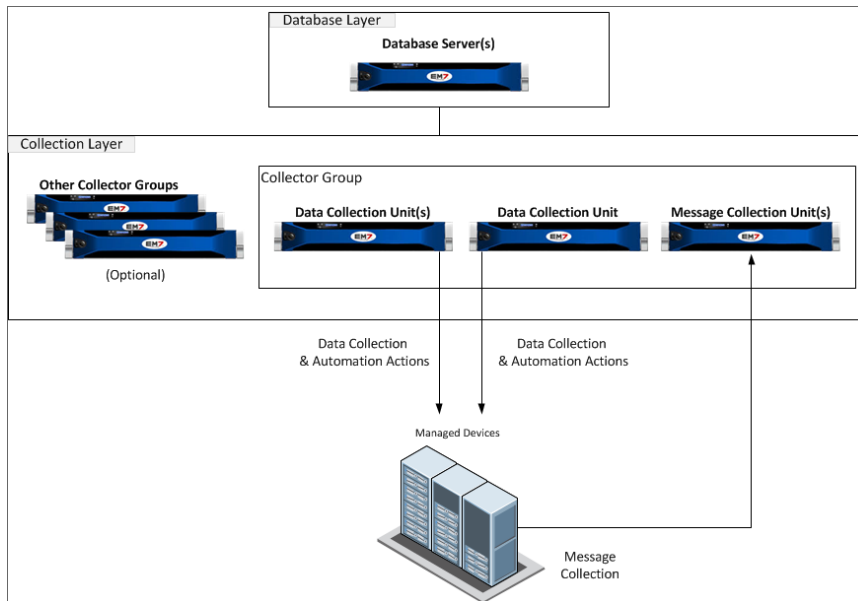 Database Layer
Database Server(s)
EM7
Collection Layer
Other Collector Groups
EM7
EM7
EM7
(Optional)
Collector Group
Data Collection Unit(s)
Data Collection Unit
Message Collection Unit(s)
EM7
EM7
EM7
Data Collection
& Automation Actions
Data Collection
& Automation Actions
Managed Devices
Message
Collection